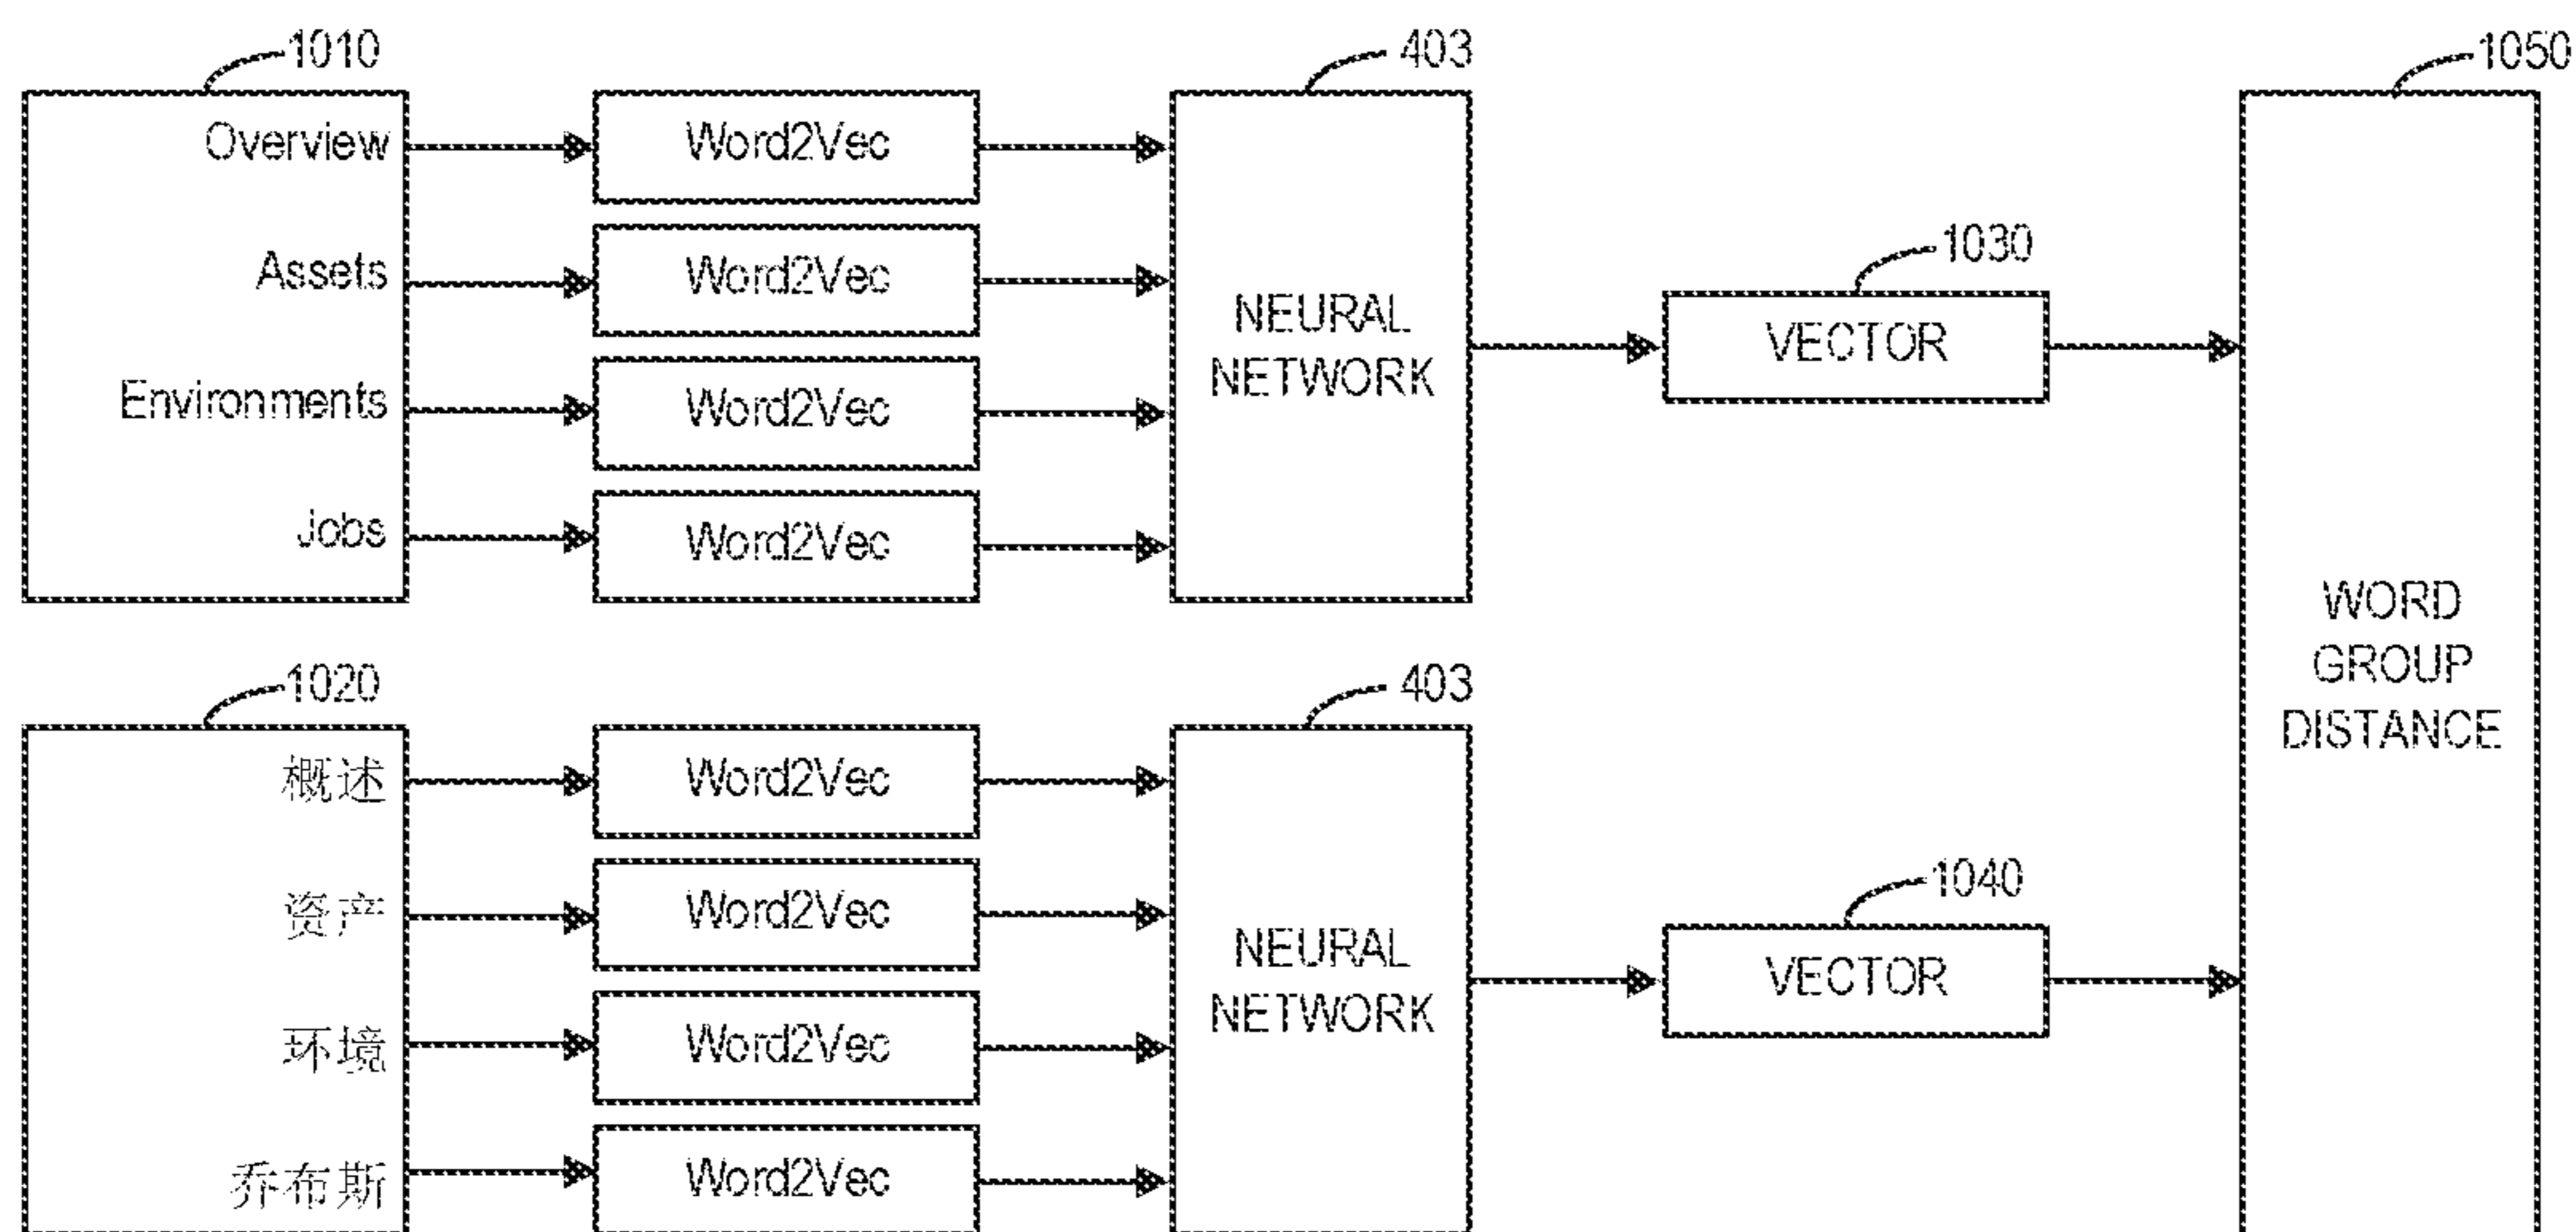 1010
403
1050
Overview
Word2Vec
Assets
Word2Vec
Environments
Word2Vec
jobs
Word2Vec
NEURAL
NETWORK
1030
VECTOR
WORD
GROUP
DISTANCE
1020
403
概述
Word2Vec
资产
Word2Vec
环境
Word2Vec
乔布斯
Word2Vec
NEURAL
NETWORK
1040
VECTOR